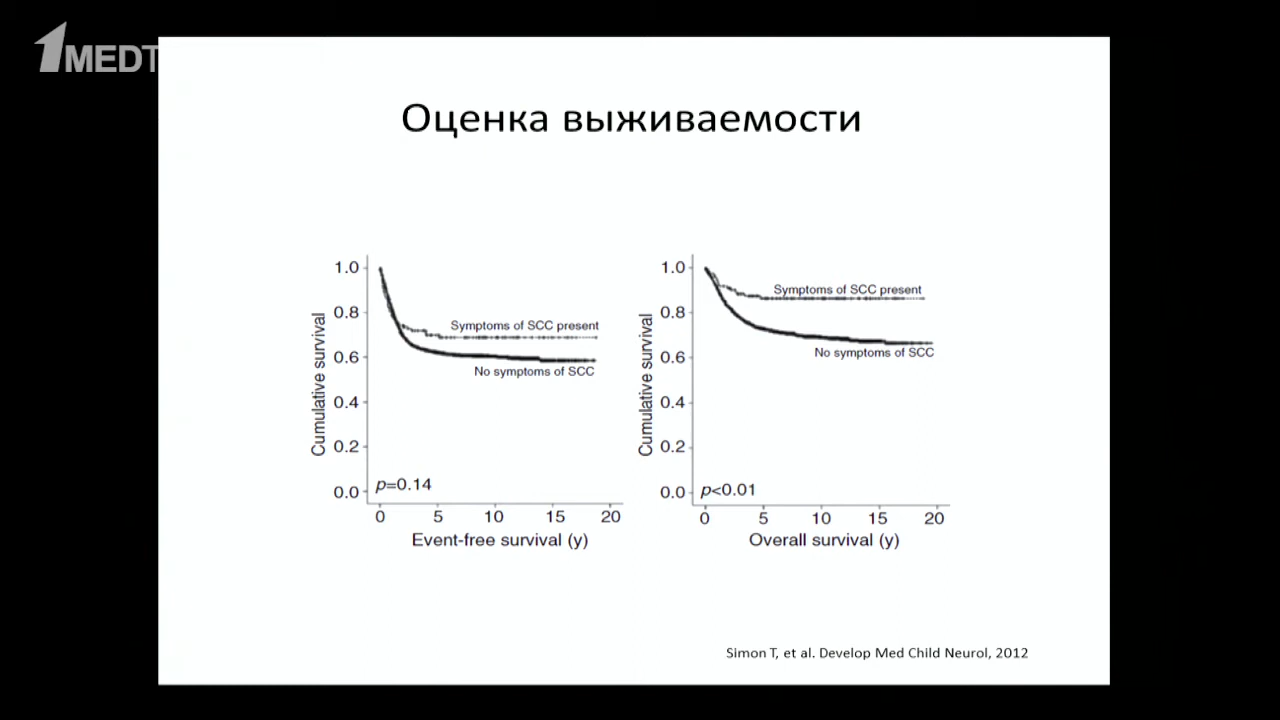 1MEDT
Оценка выживаемости
Cumulative survival
1.0
0.8
0.6
0.4
0.2
0.0
Symptoms of SCC present
No symptoms of SCC
p=0.14
0 5 10 15 20
Event-free survival (y)
Cumulative survival
1.0
0.8
0.6
0.4
0.2
0.0
Symptoms of SCC present
No symptoms of SCC
p<0.01
0 5 10 15 20
Overall survival (y)
Simon T, et al. Develop Med Child Neurol, 2012